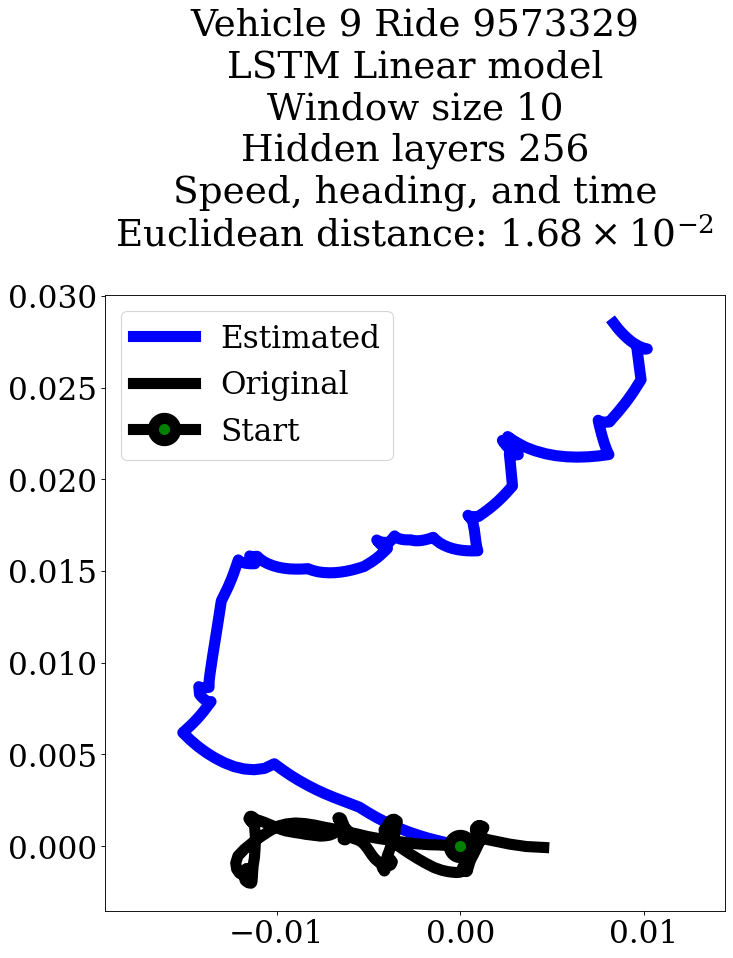 Vehicle 9 Ride 9573329
LSTM Linear model
Window size 10
Hidden layers 256
Speed, heading, and time
Euclidean distance: 1.68 × 10⁻²
0.030
Estimated
0.025
Original
Start
0.020
0.015
0.010
0.005
0.000
−0.01 0.00 0.01